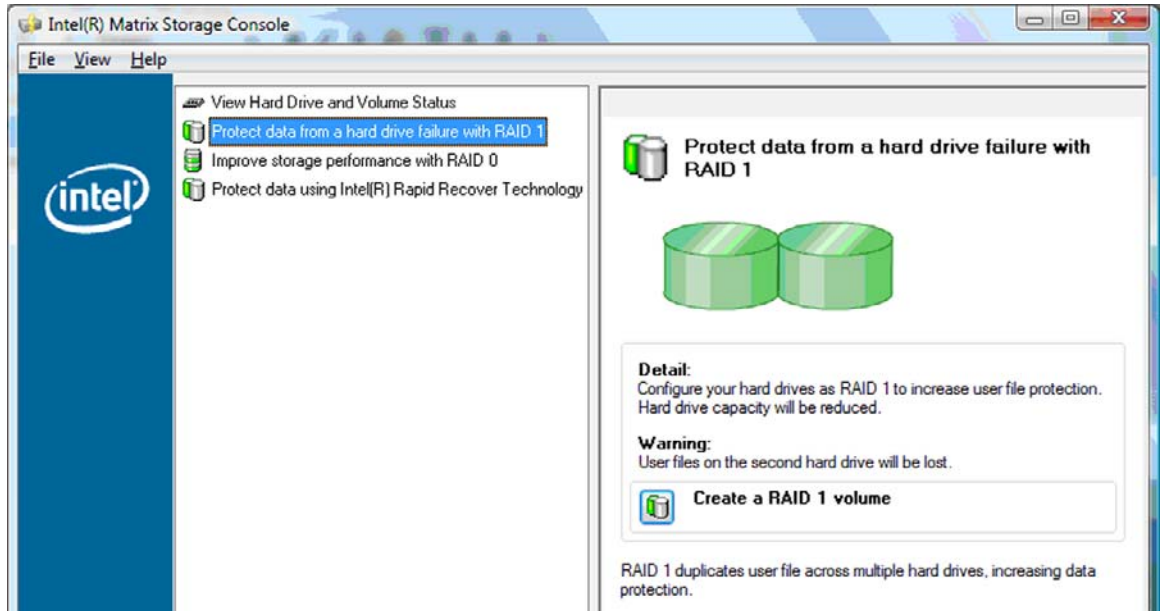 Intel(R) Matrix Storage Console
File View Help
intel
View Hard Drive and Volume Status
Protect data from a hard drive failure with RAID 1
Improve storage performance with RAID 0
Protect data using Intel(R) Rapid Recover Technology
Protect data from a hard drive failure with
RAID 1
Detail:
Configure your hard drives as RAID 1 to increase user file protection.
Hard drive capacity will be reduced.
Warning:
User files on the second hard drive will be lost.
Create a RAID 1 volume
RAID 1 duplicates user file across multiple hard drives, increasing data
protection.